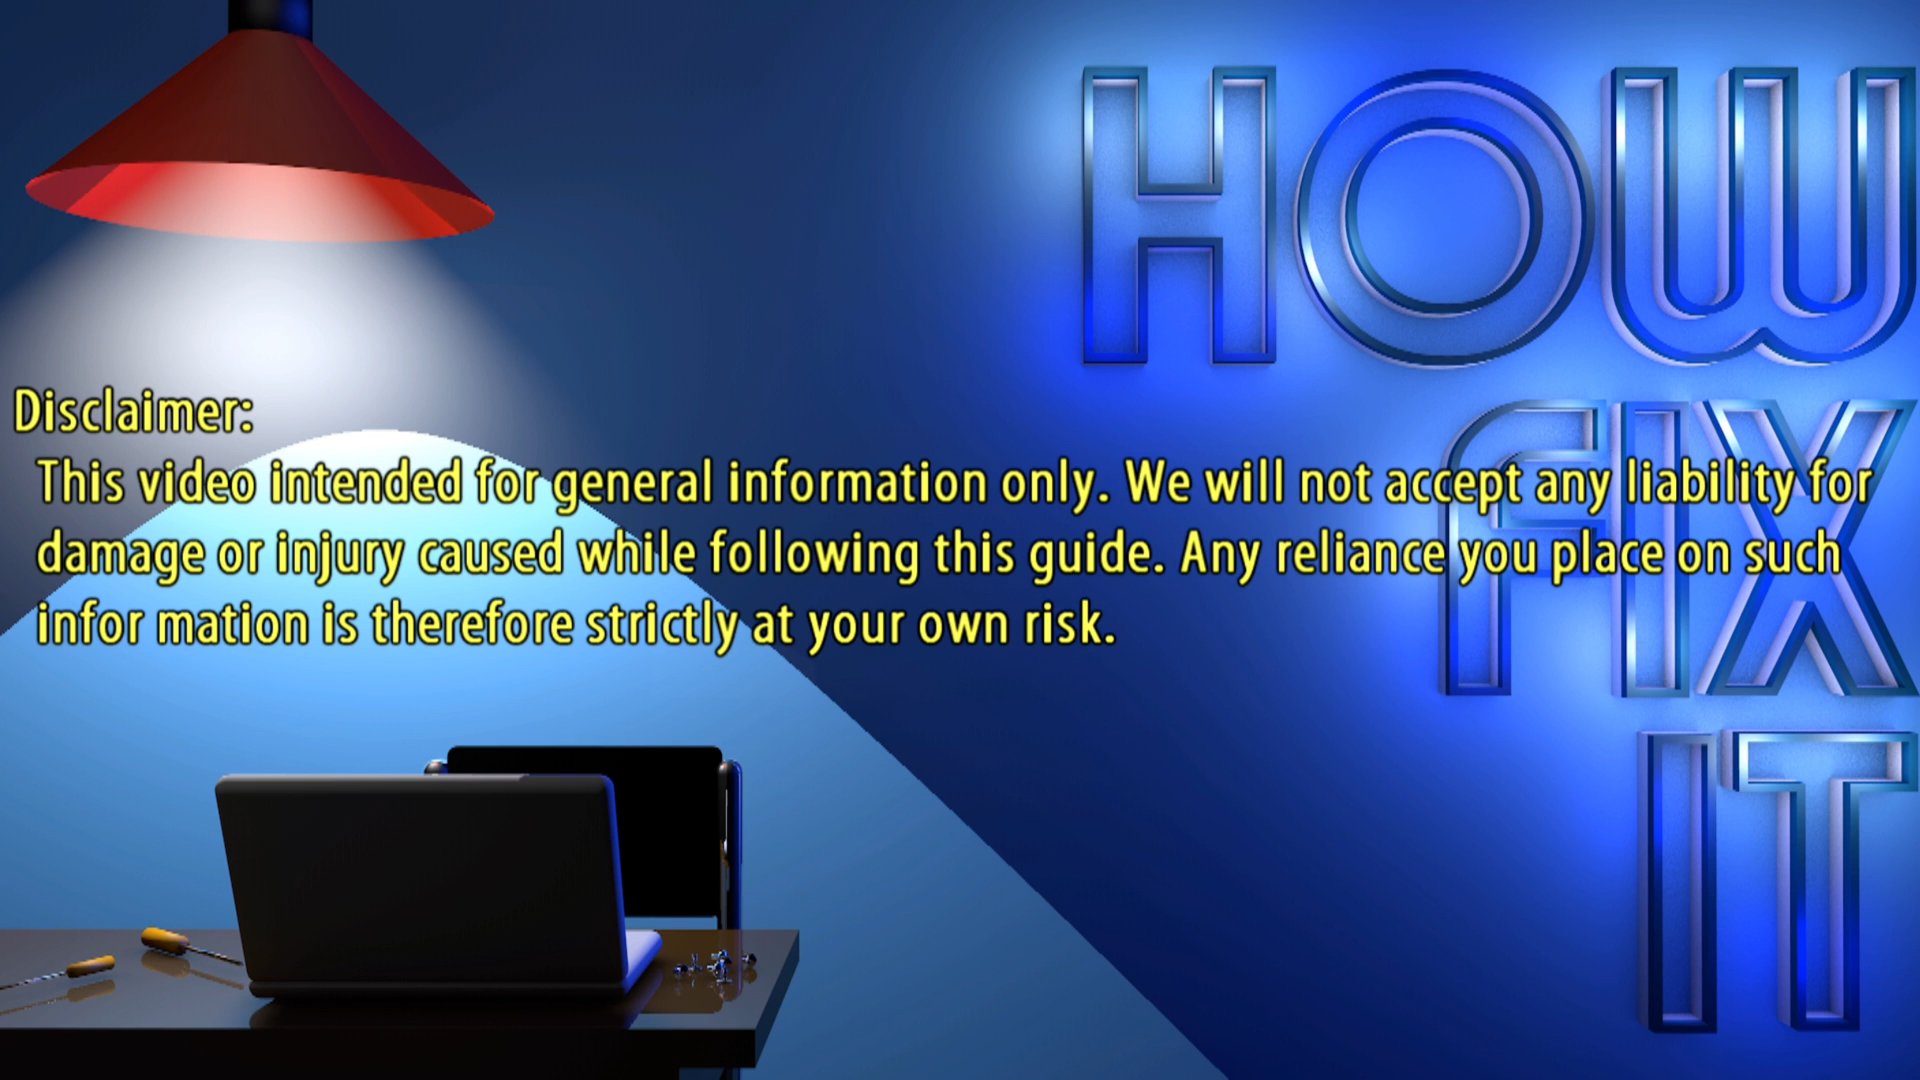 HOW
FIX
IT
Disclaimer:
This video intended for general information only. We will not accept any liability for
damage or injury caused while following this guide. Any reliance you place on such
infor mation is therefore strictly at your own risk.